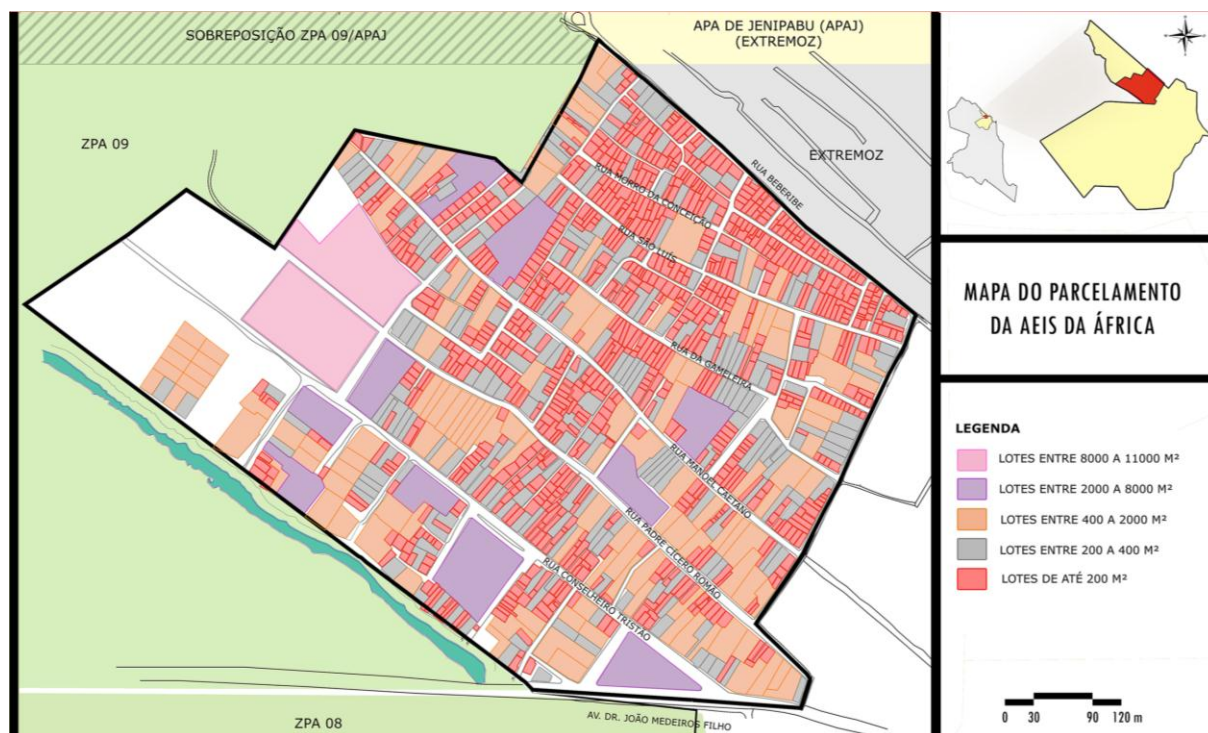 SOBREPOSIÇÃO ZPA 09/APAJ
APA DE JENIPABU (APAJ)
(EXTREMOZ)
ZPA 09
EXTREMOZ
RUA BEBERIBE
RUA MORRO DA CONCEIÇÃO
RUA SÃO LUÍS
RUA DA GAMELEIRA
RUA MANOEL CAETANO
RUA PADRE CÍCERO ROMÃO
RUA CONSELHEIRO TRISTÃO
AV. DR. JOÃO MEDEIROS FILHO
ZPA 08
MAPA DO PARCELAMENTO
DA AEIS DA ÁFRICA
LEGENDA
LOTES ENTRE 8000 A 11000 M²
LOTES ENTRE 2000 A 8000 M²
LOTES ENTRE 400 A 2000 M²
LOTES ENTRE 200 A 400 M²
LOTES DE ATÉ 200 M²
0 30 90 120 m